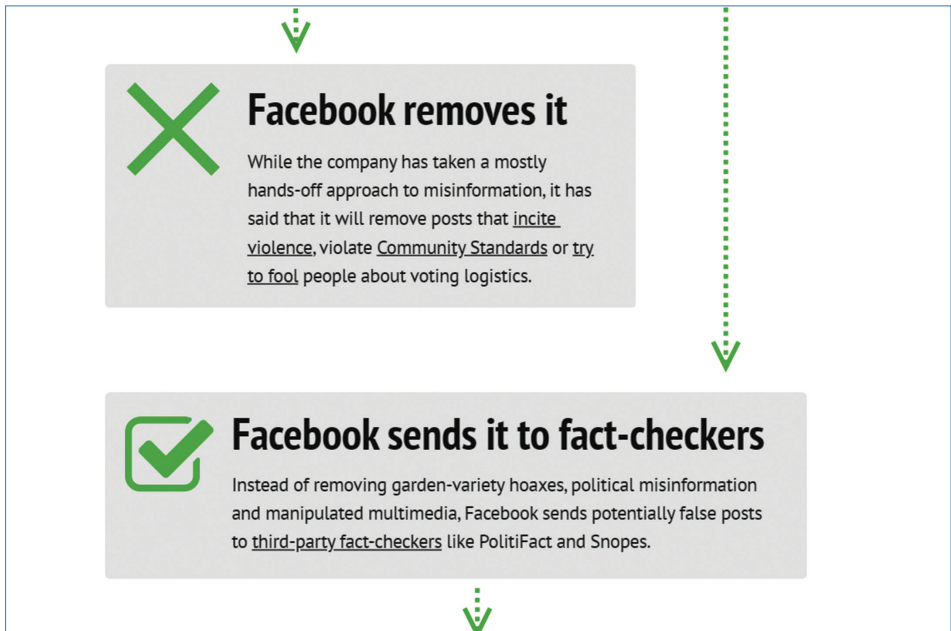 Facebook removes it
While the company has taken a mostly
hands-off approach to misinformation, it has
said that it will remove posts that incite
violence, violate Community Standards or try
to fool people about voting logistics.
Facebook sends it to fact-checkers
Instead of removing garden-variety hoaxes, political misinformation
and manipulated multimedia, Facebook sends potentially false posts
to third-party fact-checkers like PolitiFact and Snopes.